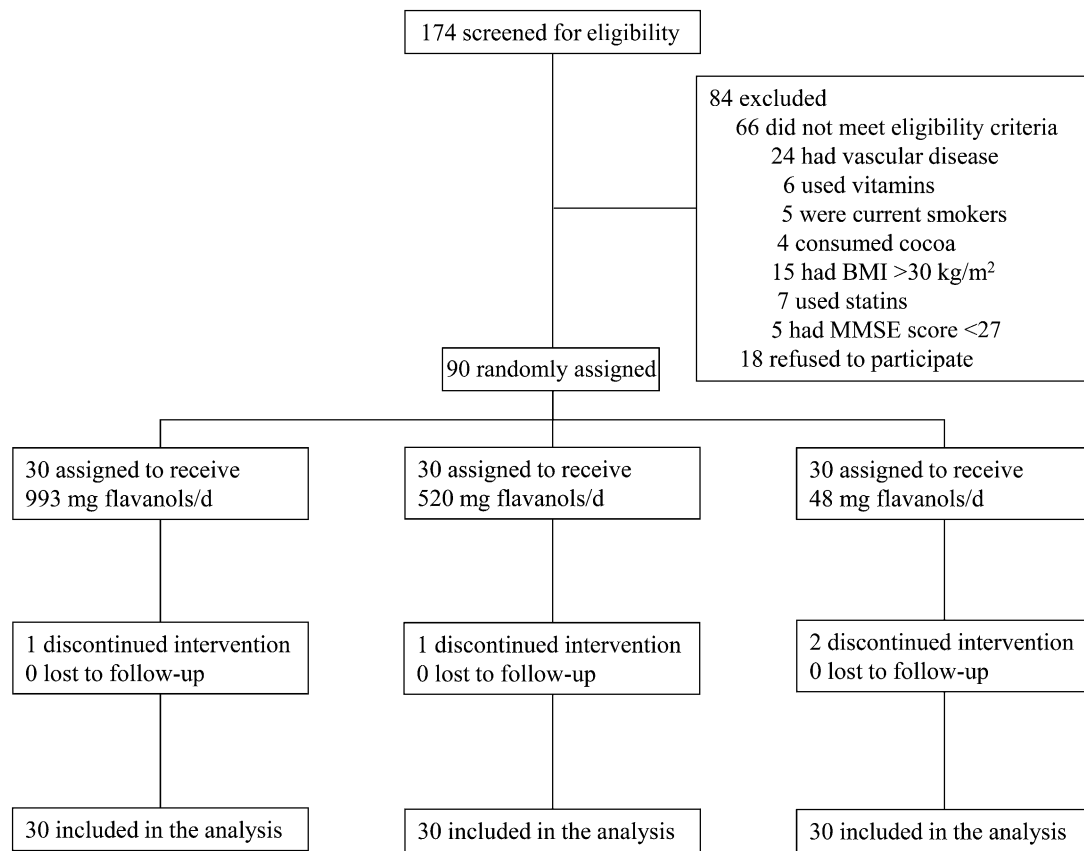 174 screened for eligibility
84 excluded
66 did not meet eligibility criteria
24 had vascular disease
6 used vitamins
5 were current smokers
4 consumed cocoa
15 had BMI >30 kg/m²
7 used statins
5 had MMSE score <27
18 refused to participate
90 randomly assigned
30 assigned to receive
993 mg flavanols/d
30 assigned to receive
520 mg flavanols/d
30 assigned to receive
48 mg flavanols/d
1 discontinued intervention
0 lost to follow-up
1 discontinued intervention
0 lost to follow-up
2 discontinued intervention
0 lost to follow-up
30 included in the analysis
30 included in the analysis
30 included in the analysis